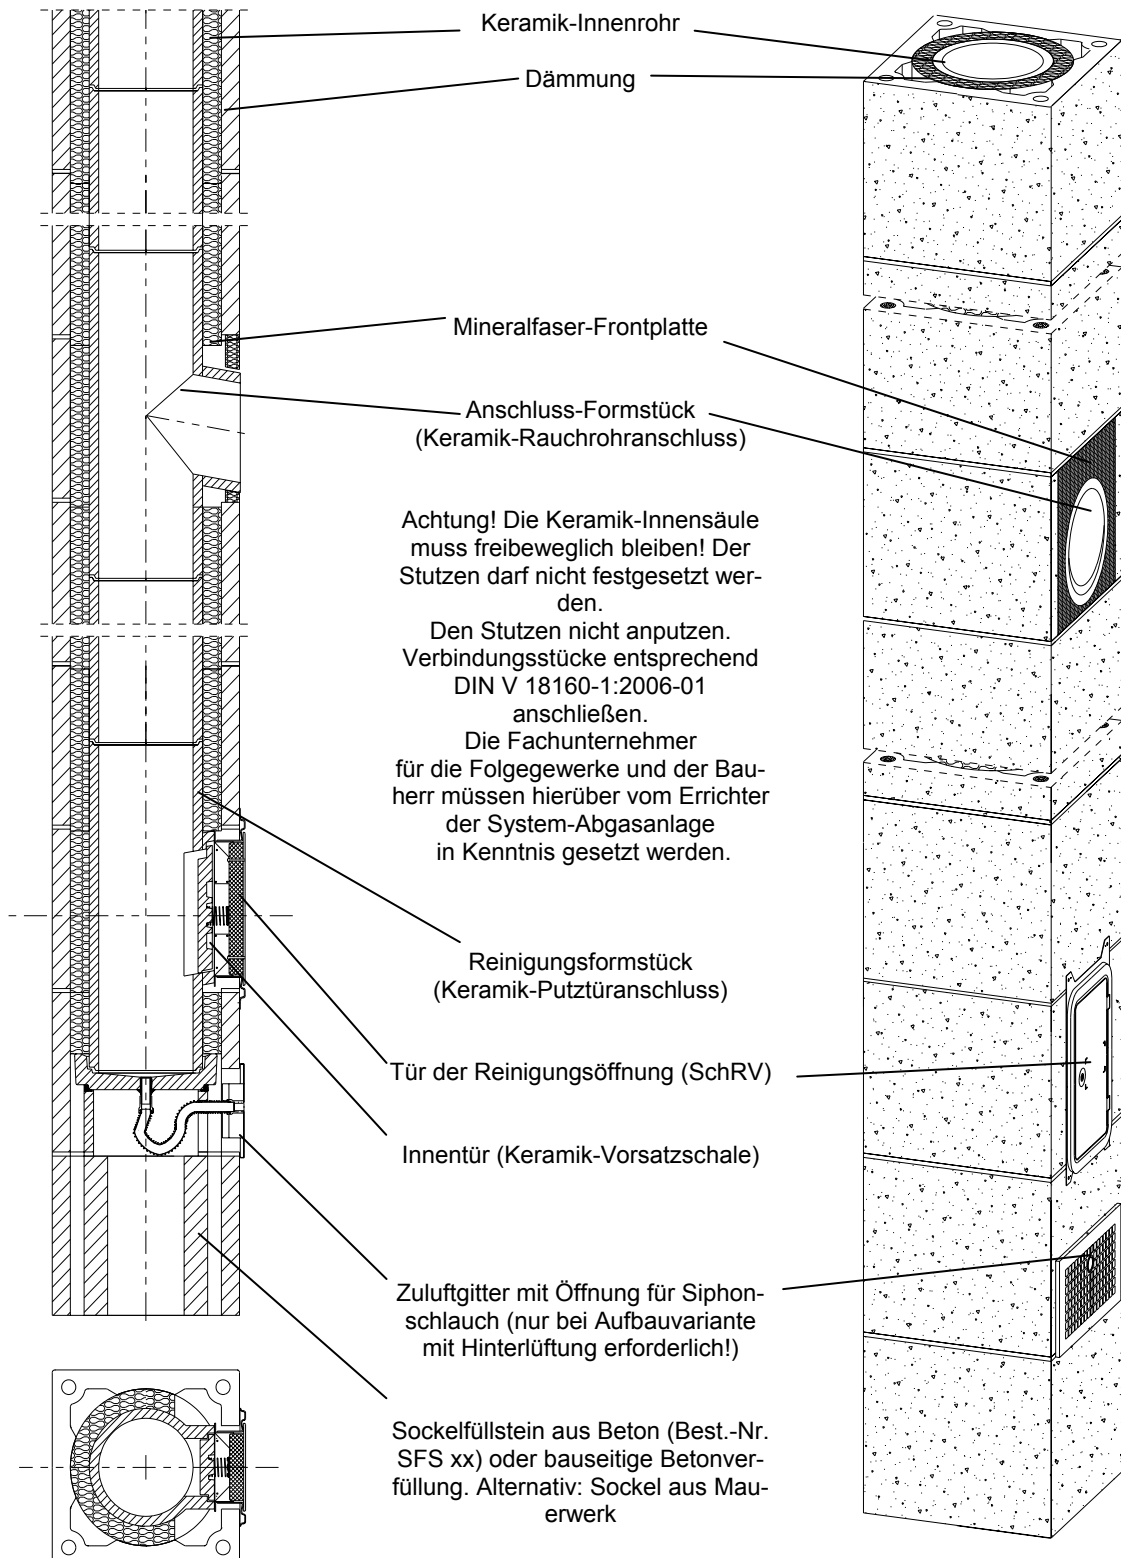 Keramik-Innenrohr
Dämmung
Mineralfaser-Frontplatte
Anschluss-Formstück
(Keramik-Rauchrohranschluss)
Achtung! Die Keramik-Innensäule
muss freibeweglich bleiben! Der
Stutzen darf nicht festgesetzt wer-
den.
Den Stutzen nicht anputzen.
Verbindungsstücke entsprechend
DIN V 18160-1:2006-01
anschließen.
Die Fachunternehmer
für die Folgegewerke und der Bau-
herr müssen hierüber vom Errichter
der System-Abgasanlage
in Kenntnis gesetzt werden.
Reinigungsformstück
(Keramik-Putztüranschluss)
Tür der Reinigungsöffnung (SchRV)
Innentür (Keramik-Vorsatzschale)
Zuluftgitter mit Öffnung für Siphon-
schlauch (nur bei Aufbauvariante
mit Hinterlüftung erforderlich!)
Sockelfüllstein aus Beton (Best.-Nr.
SFS xx) oder bauseitige Betonver-
füllung. Alternativ: Sockel aus Mau-
erwerk